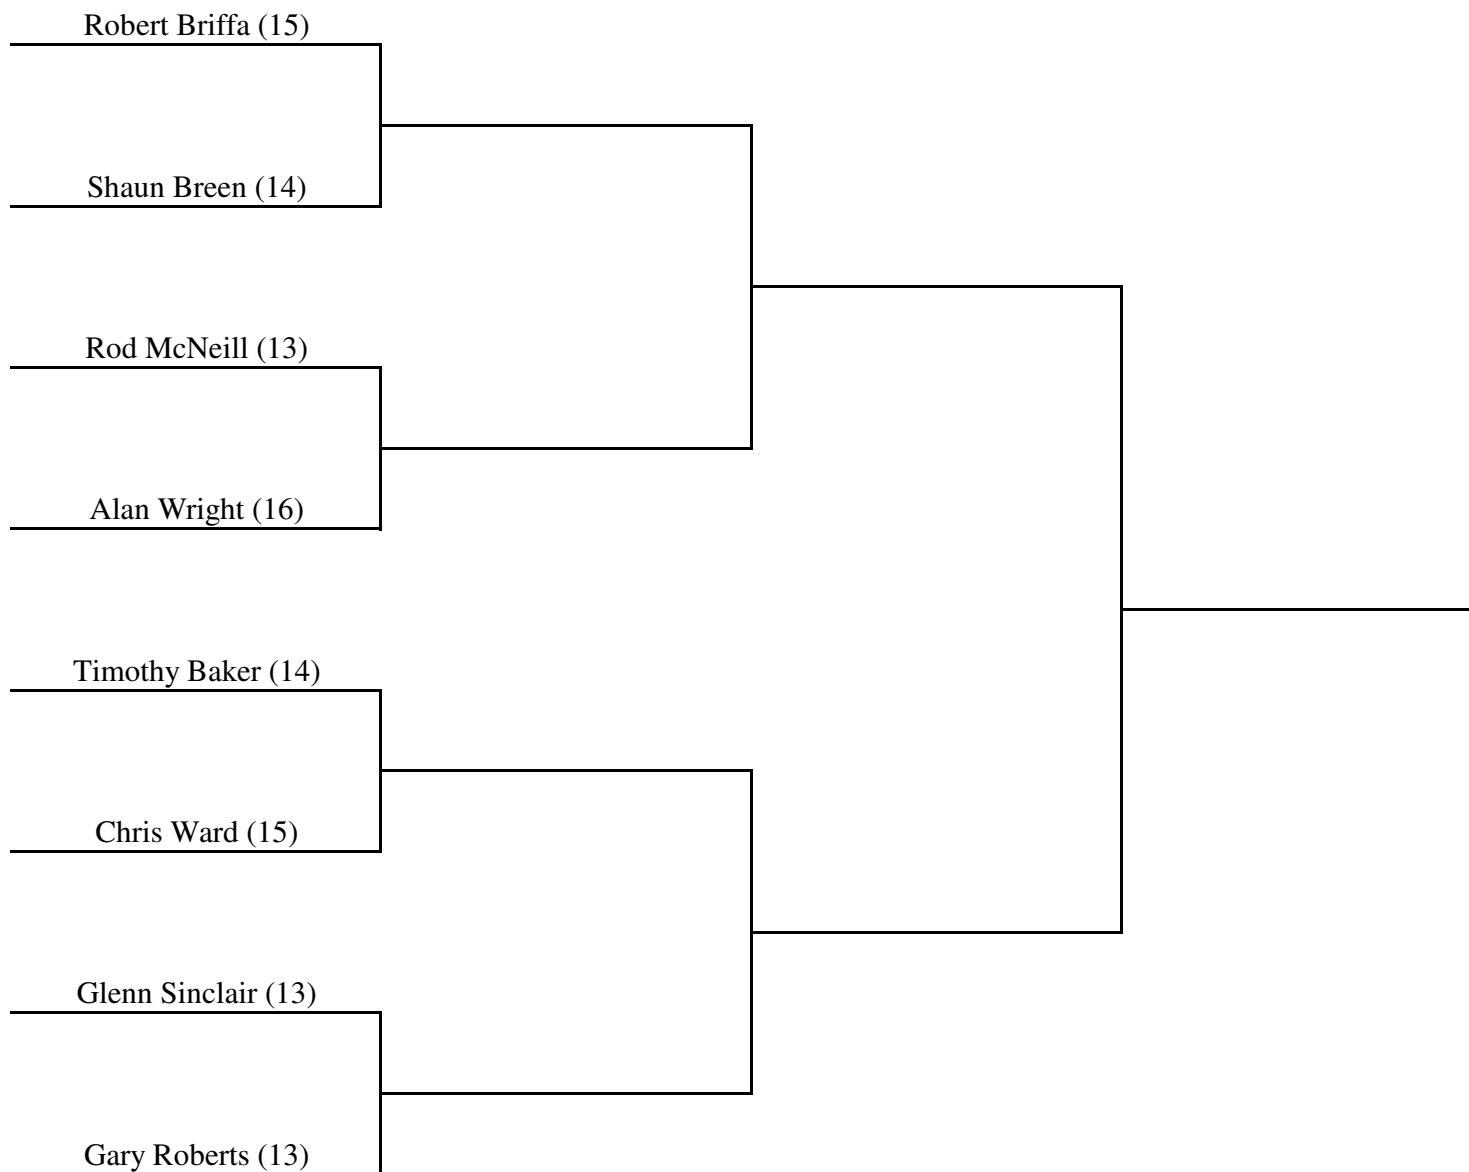 Robert Briffa (15)
Shaun Breen (14)
Rod McNeill (13)
Alan Wright (16)
Timothy Baker (14)
Chris Ward (15)
Glenn Sinclair (13)
Gary Roberts (13)